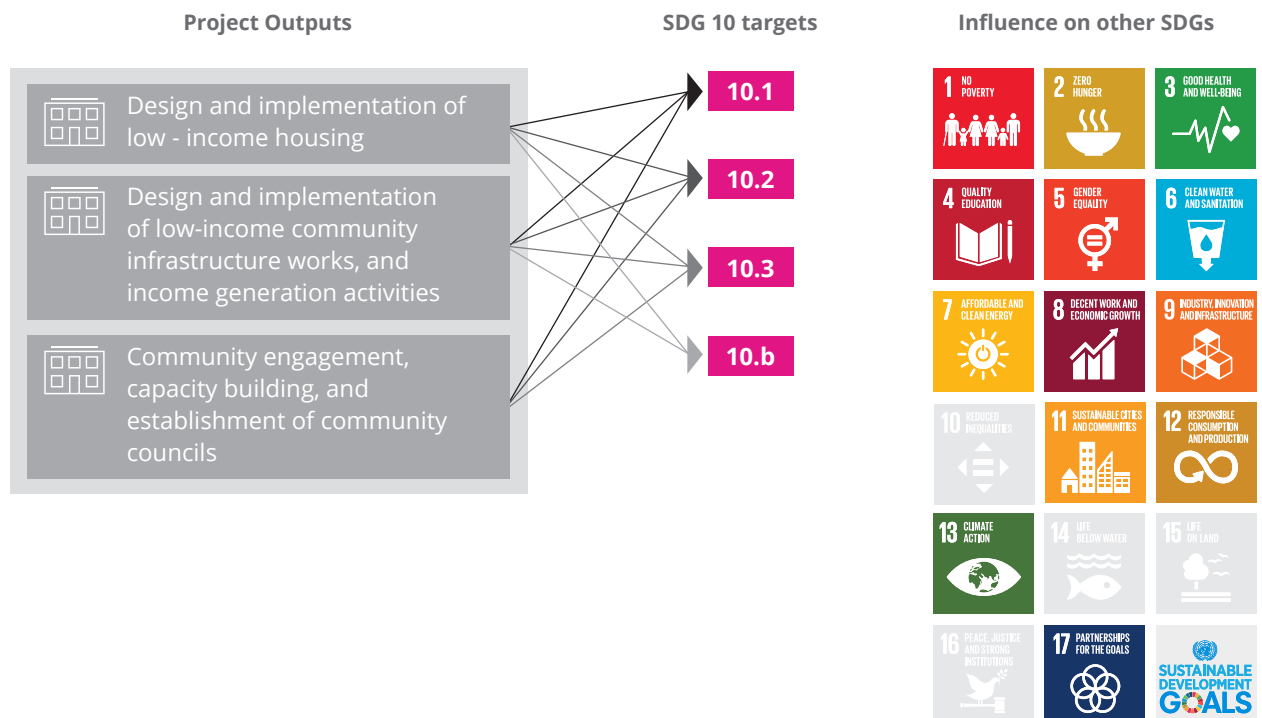 Project Outputs
SDG 10 targets
Influence on other SDGs
Design and implementation of
low - income housing
Design and implementation
of low-income community
infrastructure works, and
income generation activities
Community engagement,
capacity building, and
establishment of community
councils
10.1
10.2
10.3
10.b
1 NO
POVERTY
2 ZERO
HUNGER
3 GOOD HEALTH
AND WELL-BEING
4 QUALITY
EDUCATION
5 GENDER
EQUALITY
6 CLEAN WATER
AND SANITATION
7 AFFORDABLE AND
CLEAN ENERGY
8 DECENT WORK AND
ECONOMIC GROWTH
9 INDUSTRY, INNOVATION
AND INFRASTRUCTURE
10 REDUCED
INEQUALITIES
11 SUSTAINABLE CITIES
AND COMMUNITIES
12 RESPONSIBLE
CONSUMPTION
AND PRODUCTION
13 CLIMATE
ACTION
14 LIFE
BELOW WATER
15 LIFE
ON LAND
16 PEACE, JUSTICE
AND STRONG
INSTITUTIONS
17 PARTNERSHIPS
FOR THE GOALS
SUSTAINABLE
DEVELOPMENT
GOALS